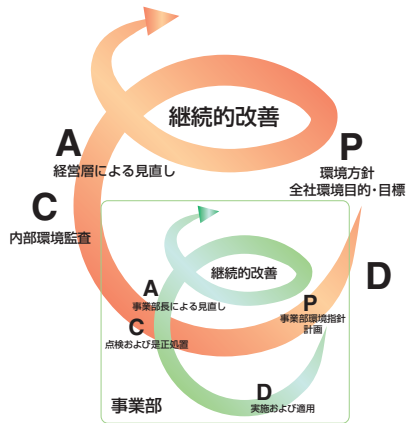 継続的改善
A
経営層による見直し
P
環境方針
全社環境目的・目標
C
内部環境監査
D
継続的改善
A
事業部長による見直し
P
事業部環境指針
計画
C
点検および是正処置
D
実施および適用
事業部